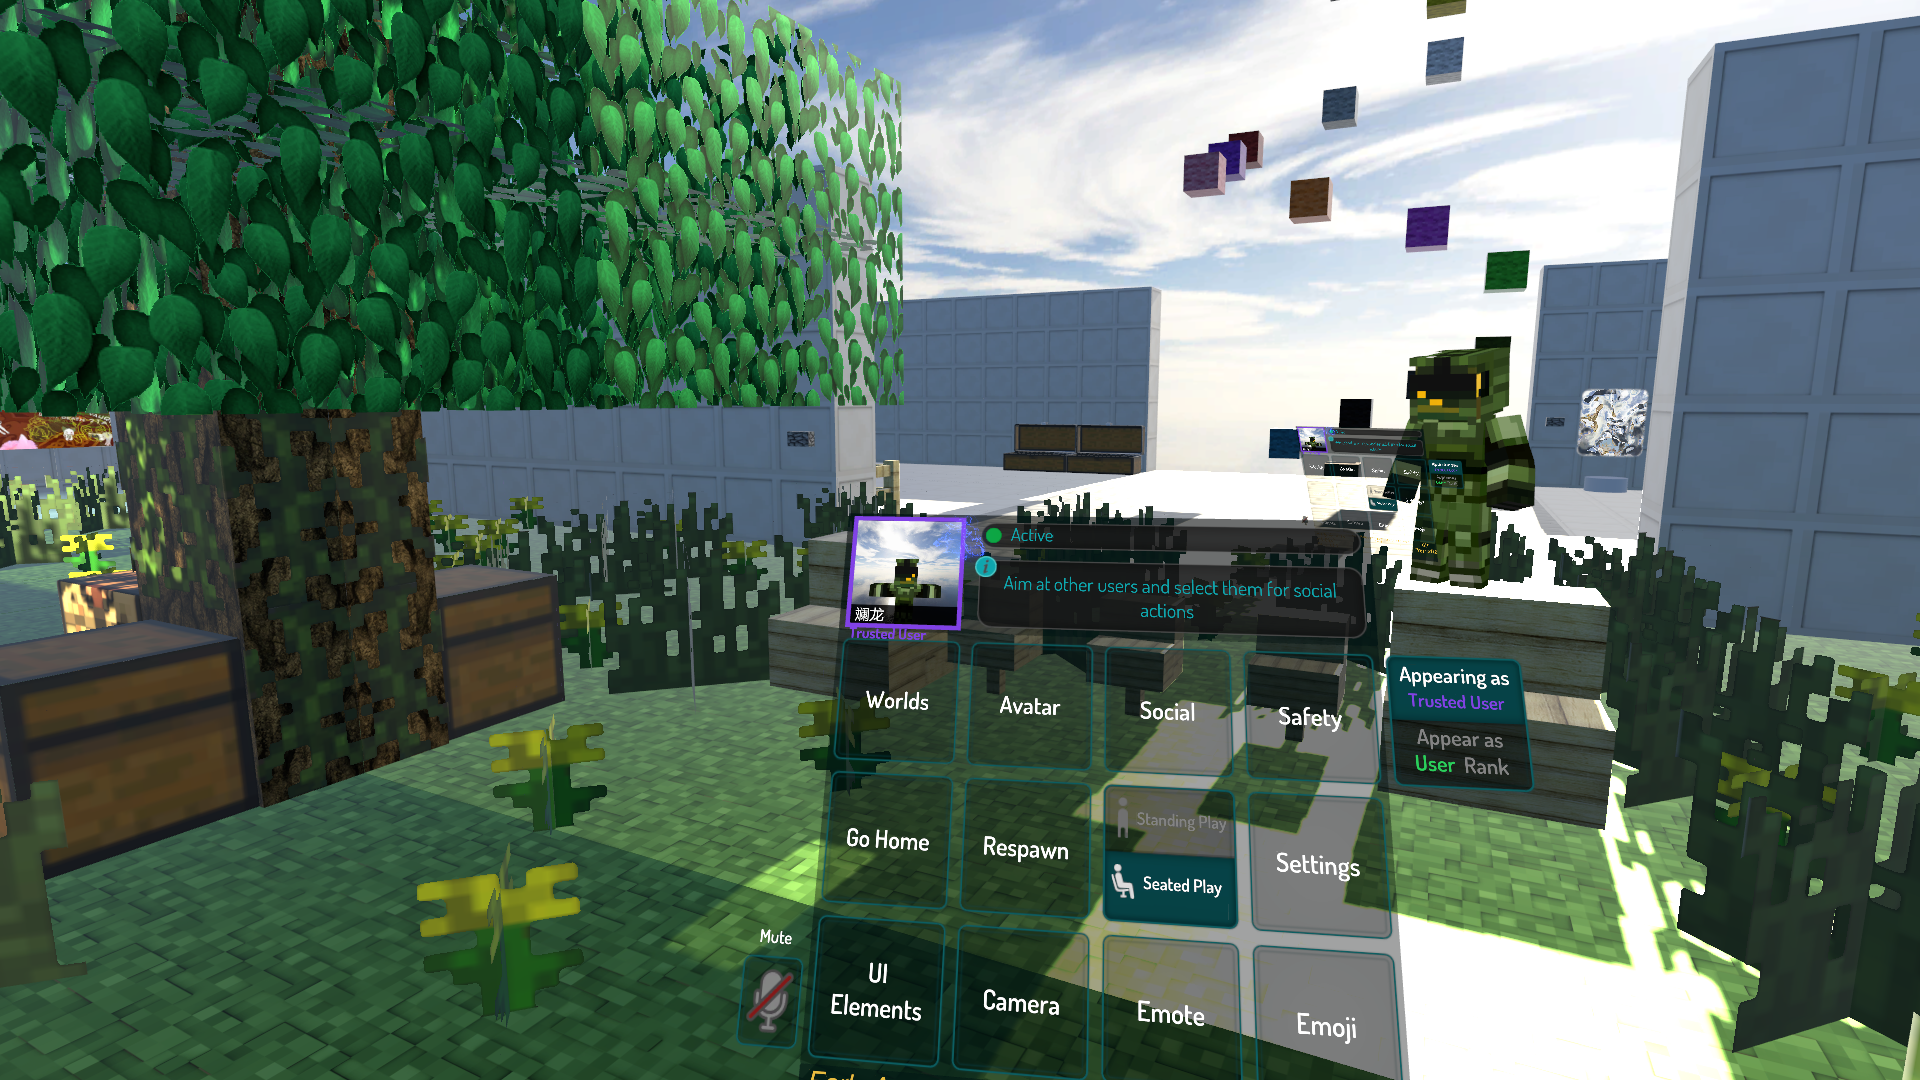 Active
Aim at other users and select them for social
actions
斓龙
Trusted User
Worlds
Avatar
Social
Safety
Appearing as
Trusted User
Appear as
User Rank
Go Home
Respawn
Standing Play
Seated Play
Settings
Mute
UI
Elements
Camera
Emote
Emoji